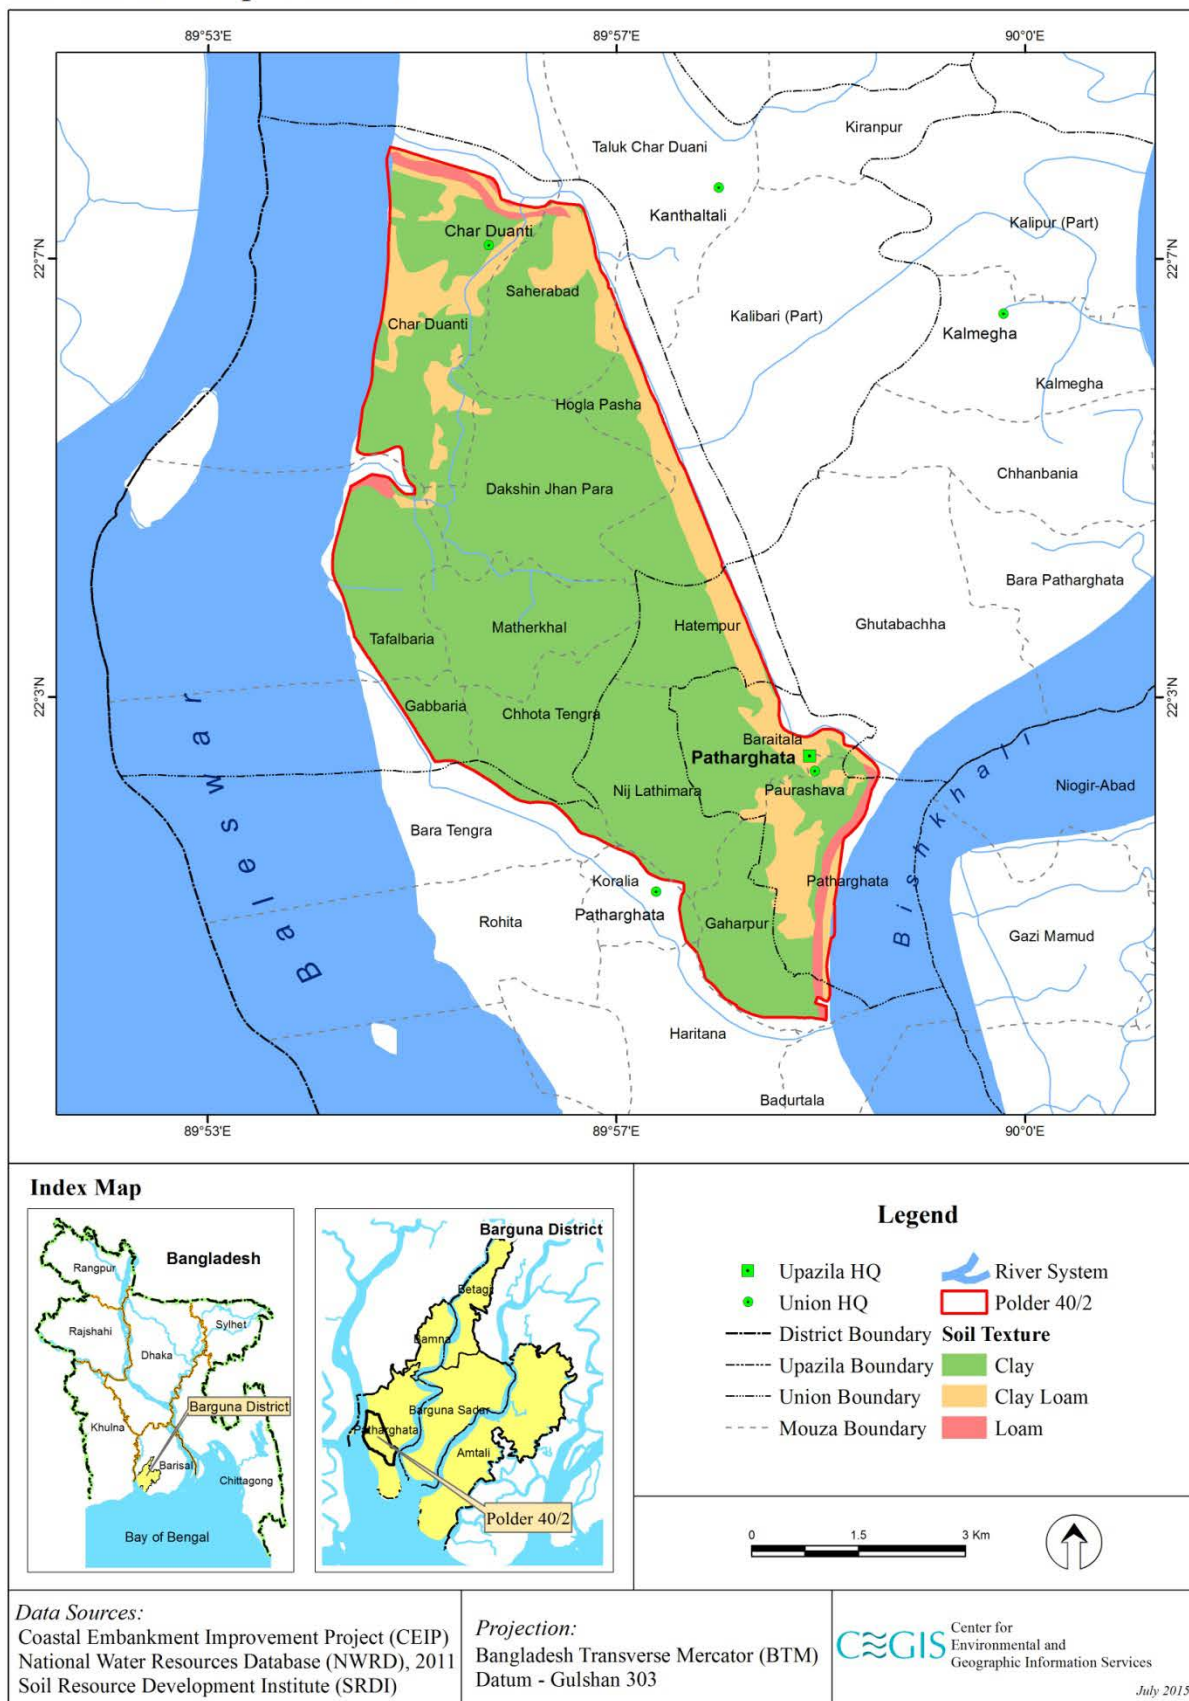 89°53'E
89°57'E
90°0'E
22°7'N
22°7'N
22°3'N
22°3'N
Kiranpur
Taluk Char Duani
Kanthaltali
Kalipur (Part)
Char Duanti
Saherabad
Kalibari (Part)
Kalmegha
Char Duanti
Kalmegha
Hogla Pasha
Chhanbania
Dakshin Jhan Para
Bara Patharghata
Ghutabachha
Hatempur
Matherkhal
Tafalbaria
Gabbaria
Chhota Tengra
Baraitala
Patharghata
Paurashava
Nij Lathimara
Niogir-Abad
Baleswar
Bishkhali
Bara Tengra
Koralia
Patharghata
Patharghata
Rohita
Gaharpur
Gazi Mamud
Haritana
Badurtala
89°53'E
89°57'E
90°0'E
Index Map
Bangladesh
Rangpur
Rajshahi
Sylhet
Dhaka
Khulna
Barguna District
Barisal
Chittagong
Bay of Bengal
Barguna District
Betagi
Bamna
Barguna Sadar
Patharghata
Amtali
Polder 40/2
Legend
Upazila HQ
Union HQ
District Boundary
Upazila Boundary
Union Boundary
Mouza Boundary
River System
Polder 40/2
Soil Texture
Clay
Clay Loam
Loam
0 1.5 3 Km
Data Sources:
Coastal Embankment Improvement Project (CEIP)
National Water Resources Database (NWRD), 2011
Soil Resource Development Institute (SRDI)
Projection:
Bangladesh Transverse Mercator (BTM)
Datum - Gulshan 303
CEGIS
Center for
Environmental and
Geographic Information Services
July 2015